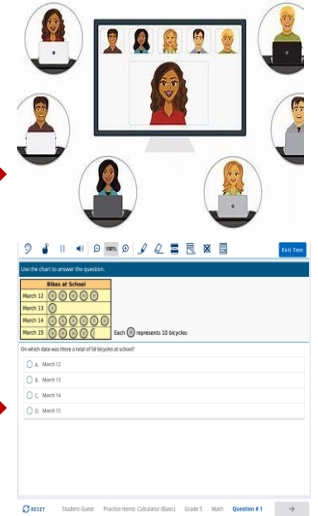 100%
Exit Test
Use the chart to answer the question.
Bikes at School
March 12
March 13
March 14
March 15
Each represents 10 bicycles
On which date was there a total of 50 bicycles at school?
A. March 12
B. March 13
C. March 14
D. March 15
RESET Student Guest Practice Items: Calculator (Basic) Grade 5 Math Question # 1